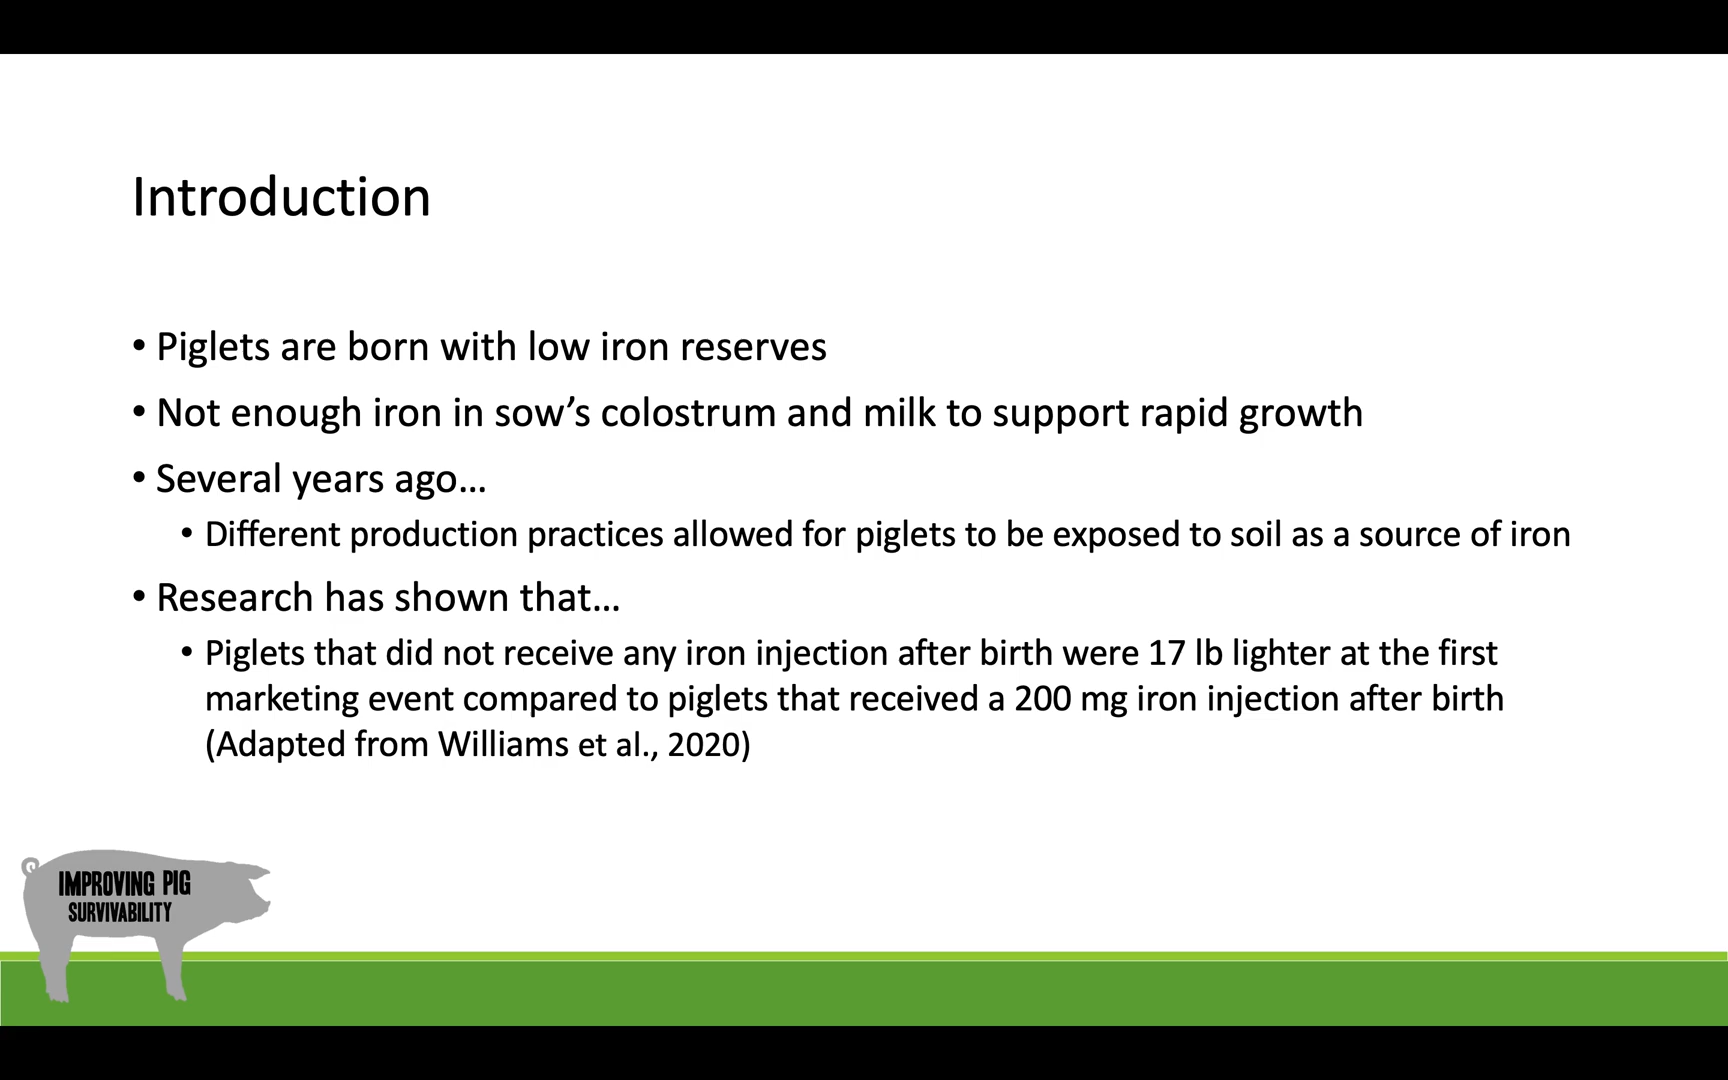 Introduction
• Piglets are born with low iron reserves
• Not enough iron in sow’s colostrum and milk to support rapid growth
• Several years ago…
• Different production practices allowed for piglets to be exposed to soil as a source of iron
• Research has shown that…
• Piglets that did not receive any iron injection after birth were 17 lb lighter at the first
marketing event compared to piglets that received a 200 mg iron injection after birth
(Adapted from Williams et al., 2020)
IMPROVING PIG
SURVIVABILITY